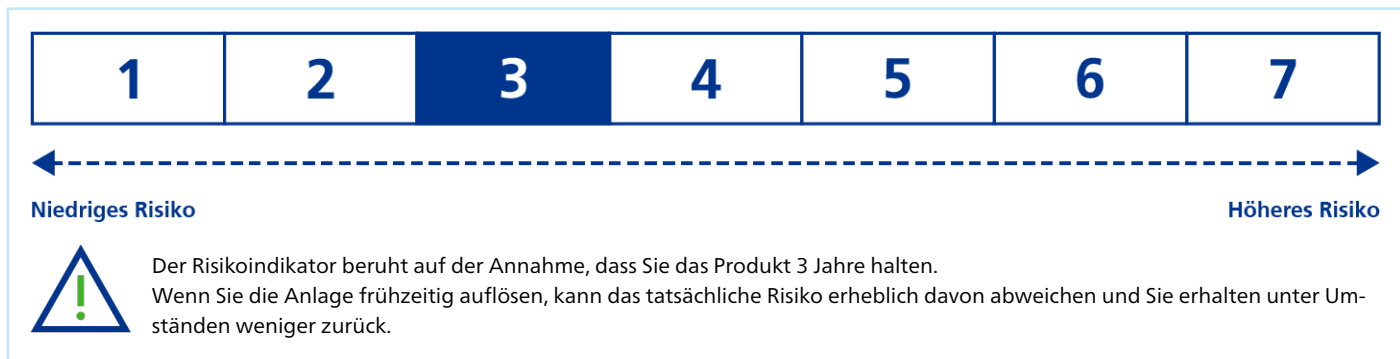 1 2 3 4 5 6 7
Niedriges Risiko Höheres Risiko
Der Risikoindikator beruht auf der Annahme, dass Sie das Produkt 3 Jahre halten.
Wenn Sie die Anlage frühzeitig auflösen, kann das tatsächliche Risiko erheblich davon abweichen und Sie erhalten unter Um-
ständen weniger zurück.